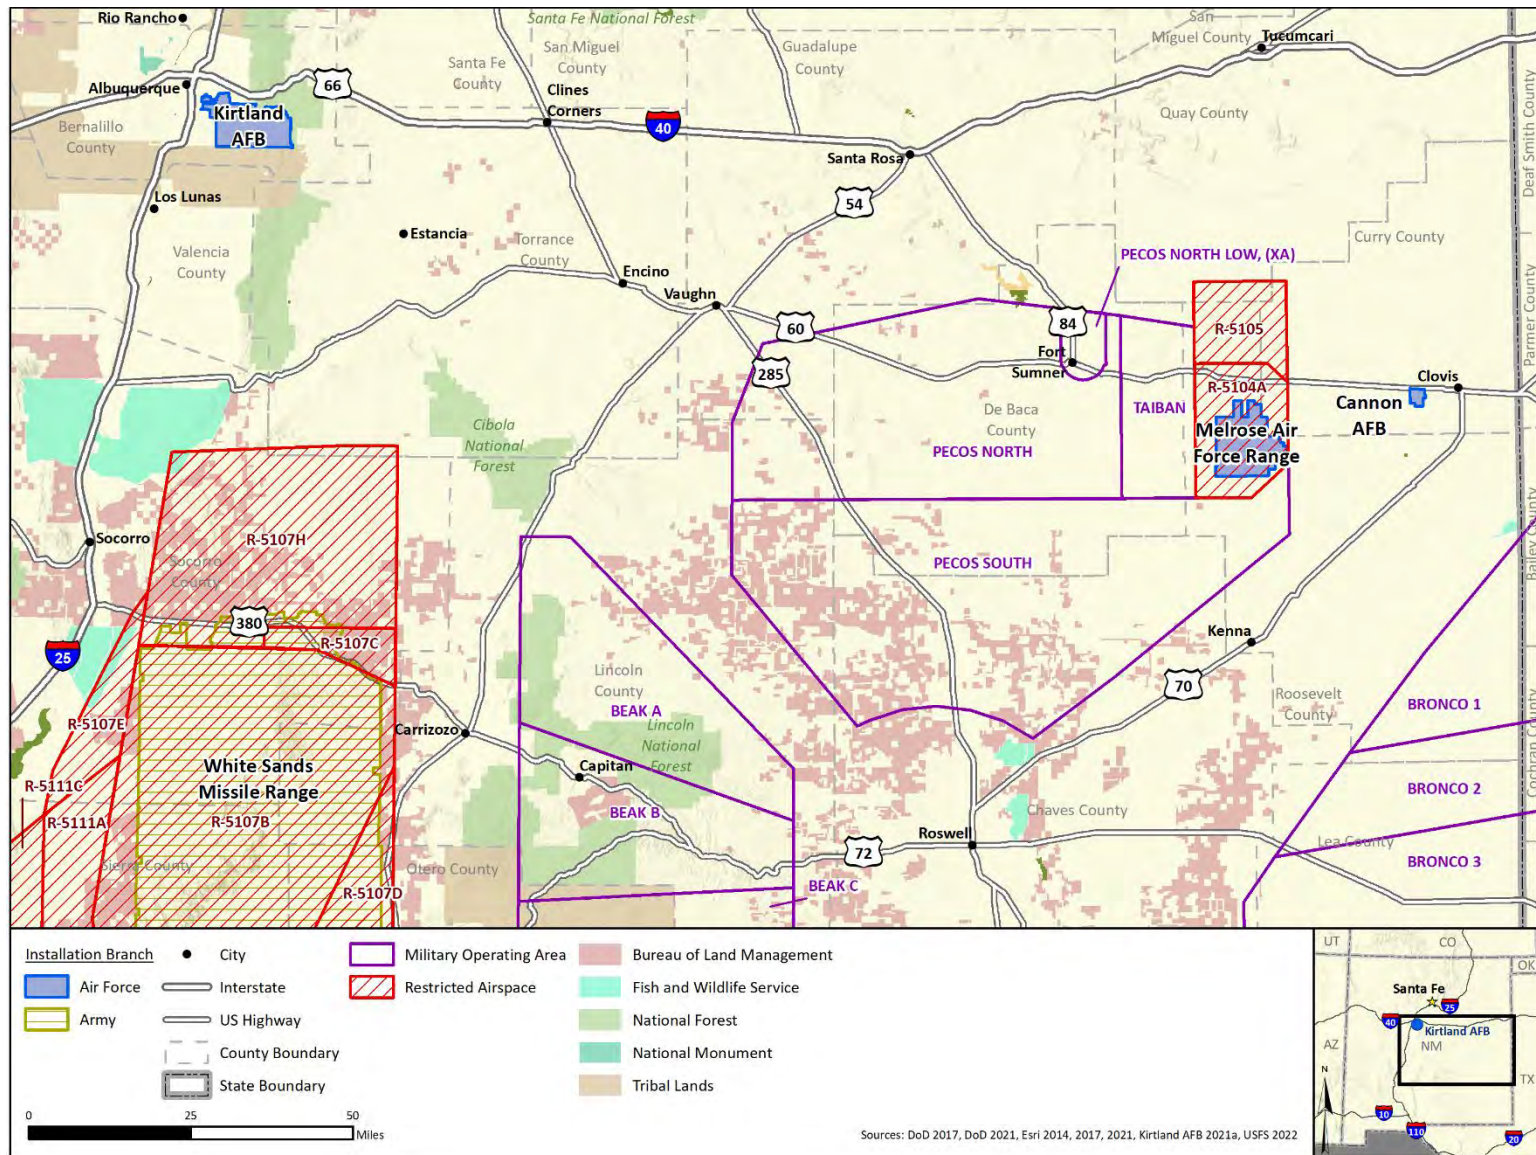 Rio Rancho
Santa Fe National Forest
San
Miguel County
Tucumcari
Santa Fe
County
San Miguel
County
Guadalupe
County
Albuquerque
66
Clines
Corners
Kirtland
AFB
Bernalillo
County
40
Quay County
Deaf Smith County
Santa Rosa
Los Lunas
54
Estancia
Torrance
County
Valencia
County
Curry County
PECOS NORTH LOW, (XA)
Encino
Vaughn
60
84
R-5105
Parmer County
Fort
Sumner
285
R-5104A
Clovis
TAIBAN
De Baca
County
Cannon
AFB
Cibola
National
Forest
Melrose Air
Force Range
PECOS NORTH
Socorro
R-5107H
Socorro
County
PECOS SOUTH
Bailey County
380
R-5107C
Kenna
25
Lincoln
County
BEAK A
70
Roosevelt
County
BRONCO 1
R-5107E
Carrizozo
Lincoln
National
Forest
Cochran County
White Sands
Missile Range
Capitan
R-5111C
BRONCO 2
R-5111A
R-5107B
BEAK B
Chaves County
Roswell
Lea County
72
BRONCO 3
Sierra County
Otero County
R-5107D
BEAK C
Installation Branch
Air Force
Army
City
Interstate
US Highway
County Boundary
State Boundary
Military Operating Area
Restricted Airspace
Bureau of Land Management
Fish and Wildlife Service
National Forest
National Monument
Tribal Lands
0
25
50
Miles
Sources: DoD 2017, DoD 2021, Esri 2014, 2017, 2021, Kirtland AFB 2021a, USFS 2022
UT
CO
OK
Santa Fe
25
40
Kirtland AFB
AZ
NM
N
TX
10
110
20